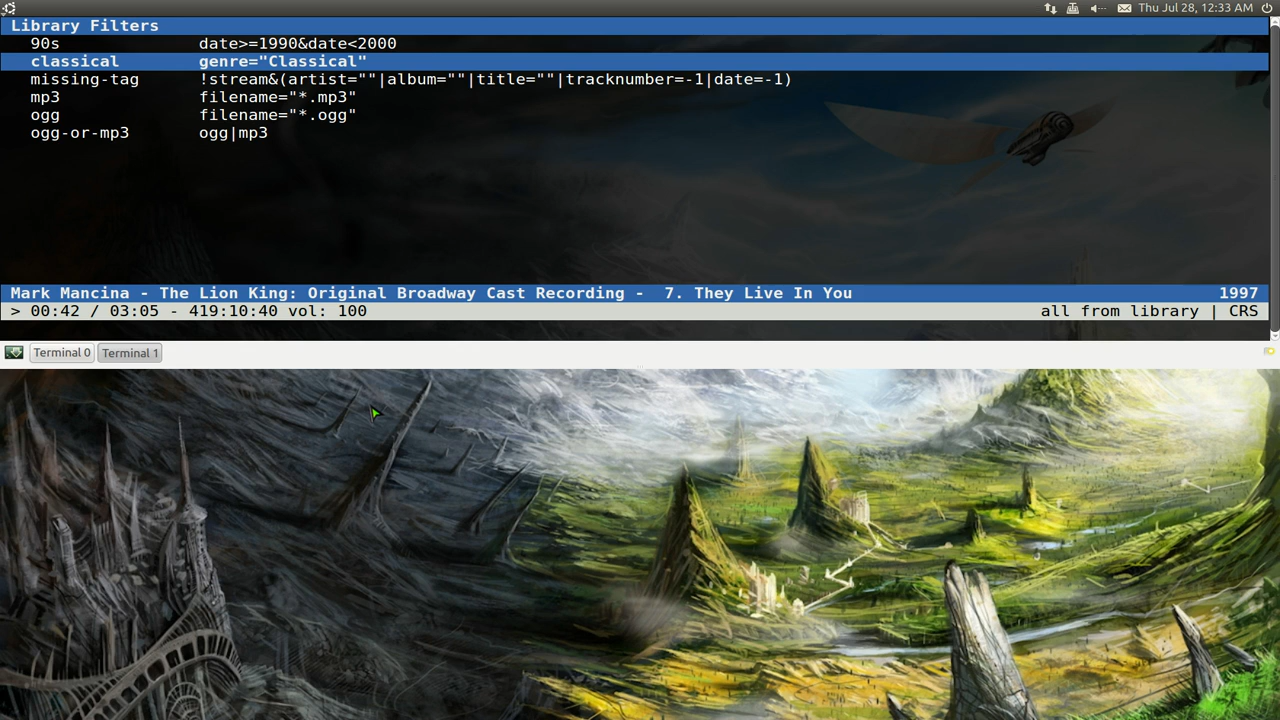 Thu Jul 28, 12:33 AM
Library Filters
90s date>=1990&date<2000
classical genre="Classical"
missing-tag !stream&(artist=""|album=""|title=""|tracknumber=-1|date=-1)
mp3 filename="*.mp3"
ogg filename="*.ogg"
ogg-or-mp3 ogg|mp3
Mark Mancina - The Lion King: Original Broadway Cast Recording - 7. They Live In You 1997
> 00:42 / 03:05 - 419:10:40 vol: 100 all from library | CRS
Terminal 0 Terminal 1